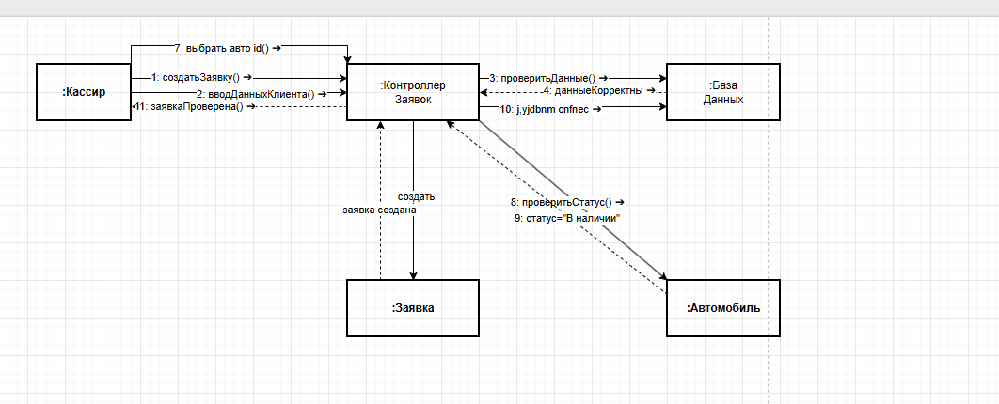 7: выбрать авто id() ➔
:Кассир
1: создатьЗаявку() ➔
2: вводДанныхКлиента() ➔
11: заявкаПроверена() ➔
:Контроллер
Заявок
3: проверитьДанные() ➔
4: данныеКорректны ➔
10: j,yjdbnm cnfnec ➔
:База
Данных
создать
заявка создана
8: проверитьСтатус() ➔
9: статус="В наличии"
:Заявка
:Автомобиль